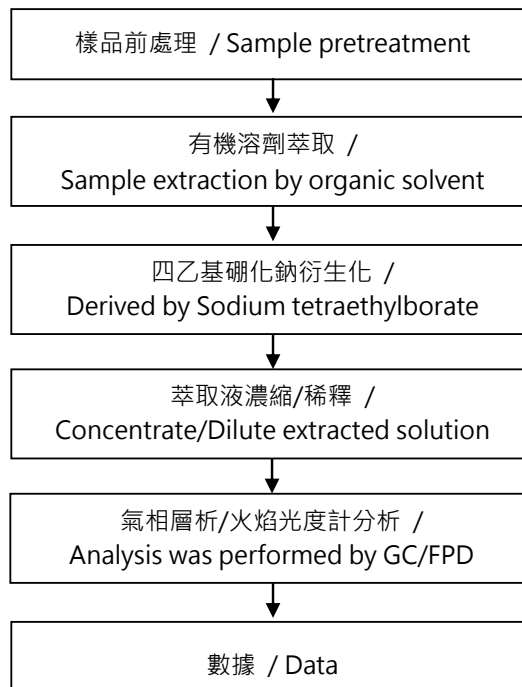 樣品前處理 / Sample pretreatment
有機溶劑萃取 /
Sample extraction by organic solvent
四乙基硼化鈉衍生化 /
Derived by Sodium tetraethylborate
萃取液濃縮/稀釋 /
Concentrate/Dilute extracted solution
氣相層析/火焰光度計分析 /
Analysis was performed by GC/FPD
數據 / Data